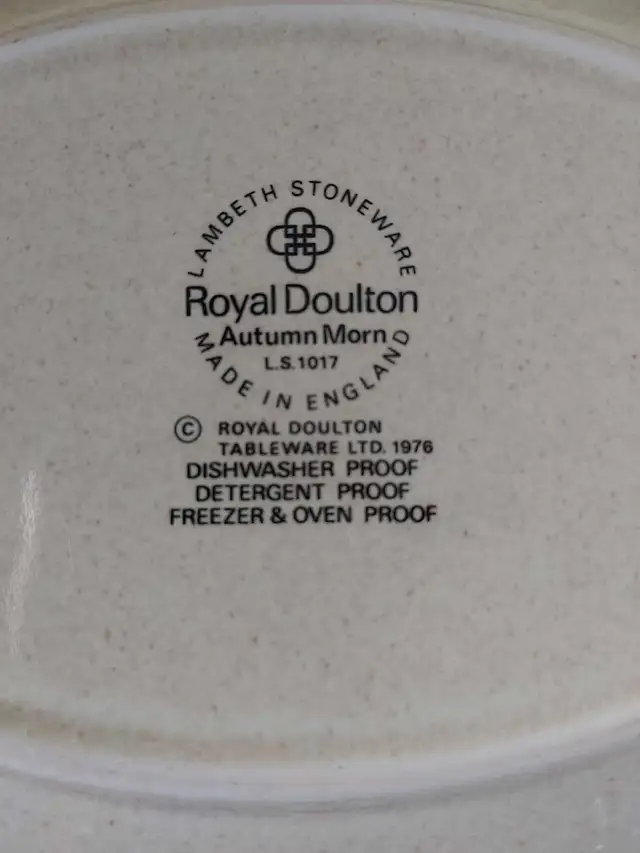 LAMBETH STONEWARE
Royal Doulton
Autumn Morn
L.S.1017
MADE IN ENGLAND
© ROYAL DOULTON
TABLEWARE LTD. 1976
DISHWASHER PROOF
DETERGENT PROOF
FREEZER & OVEN PROOF